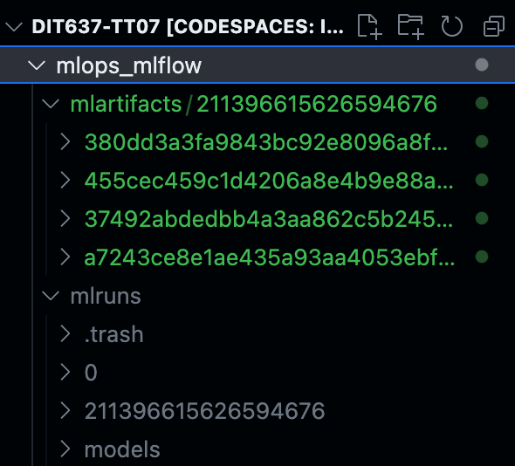 DIT637-TT07 [CODESPACES: I...
mlops_mlflow
mlartifacts/211396615626594676
380dd3a3fa9843bc92e8096a8f...
455cec459c1d4206a8e4b9e88a...
37492abdedbb4a3aa862c5b245...
a7243ce8e1ae435a93aa4053ebf...
mlruns
.trash
0
211396615626594676
models